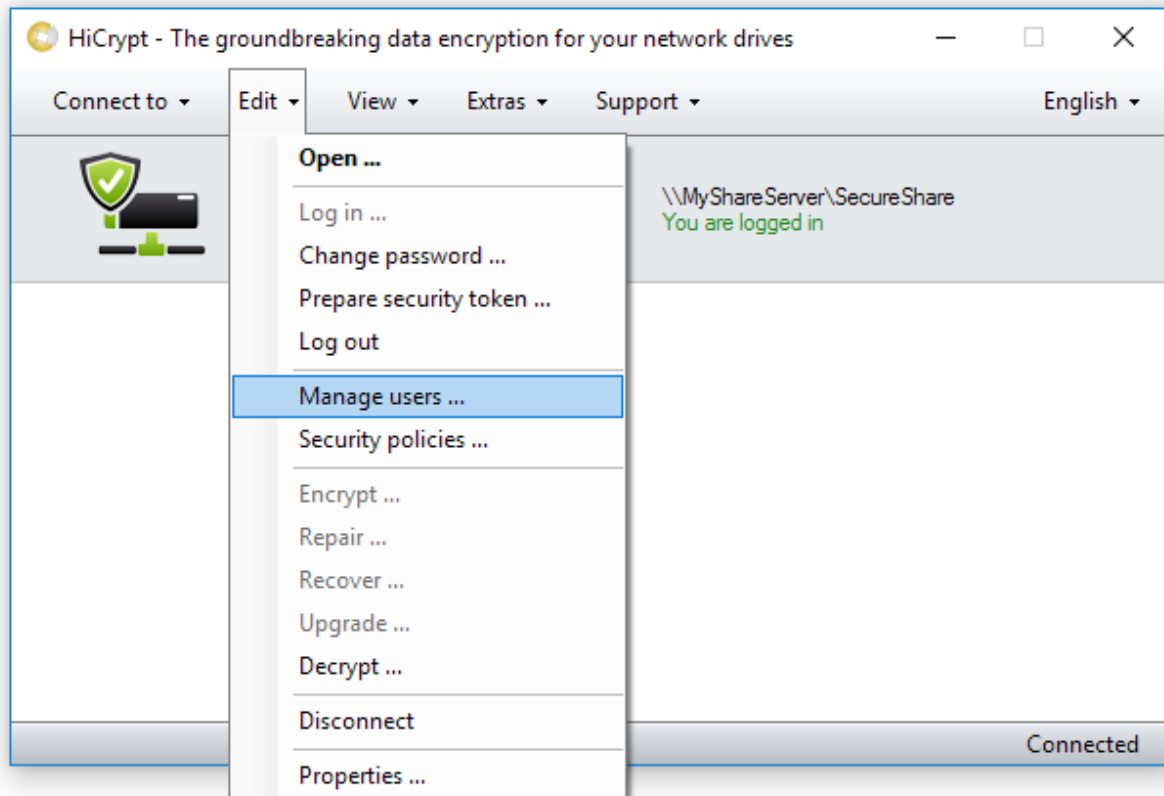 HiCrypt - The groundbreaking data encryption for your network drives
Connect to Edit View Extras Support English
Open ...
\\MyShareServer\SecureShare
You are logged in
Log in ...
Change password ...
Prepare security token ...
Log out
Manage users ...
Security policies ...
Encrypt ...
Repair ...
Recover ...
Upgrade ...
Decrypt ...
Disconnect
Connected
Properties ...